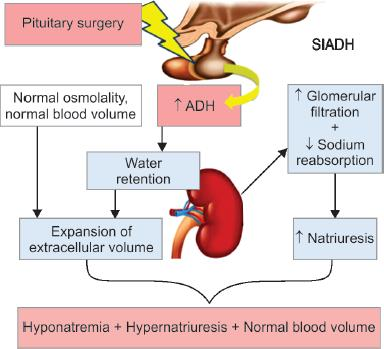 Pituitary surgery
SIADH
Normal osmolality,
normal blood volume
↑ ADH
↑ Glomerular
filtration
+
↓ Sodium
reabsorption
Water
retention
Expansion of
extracellular volume
↑ Natriuresis
Hyponatremia + Hypernatriuresis + Normal blood volume